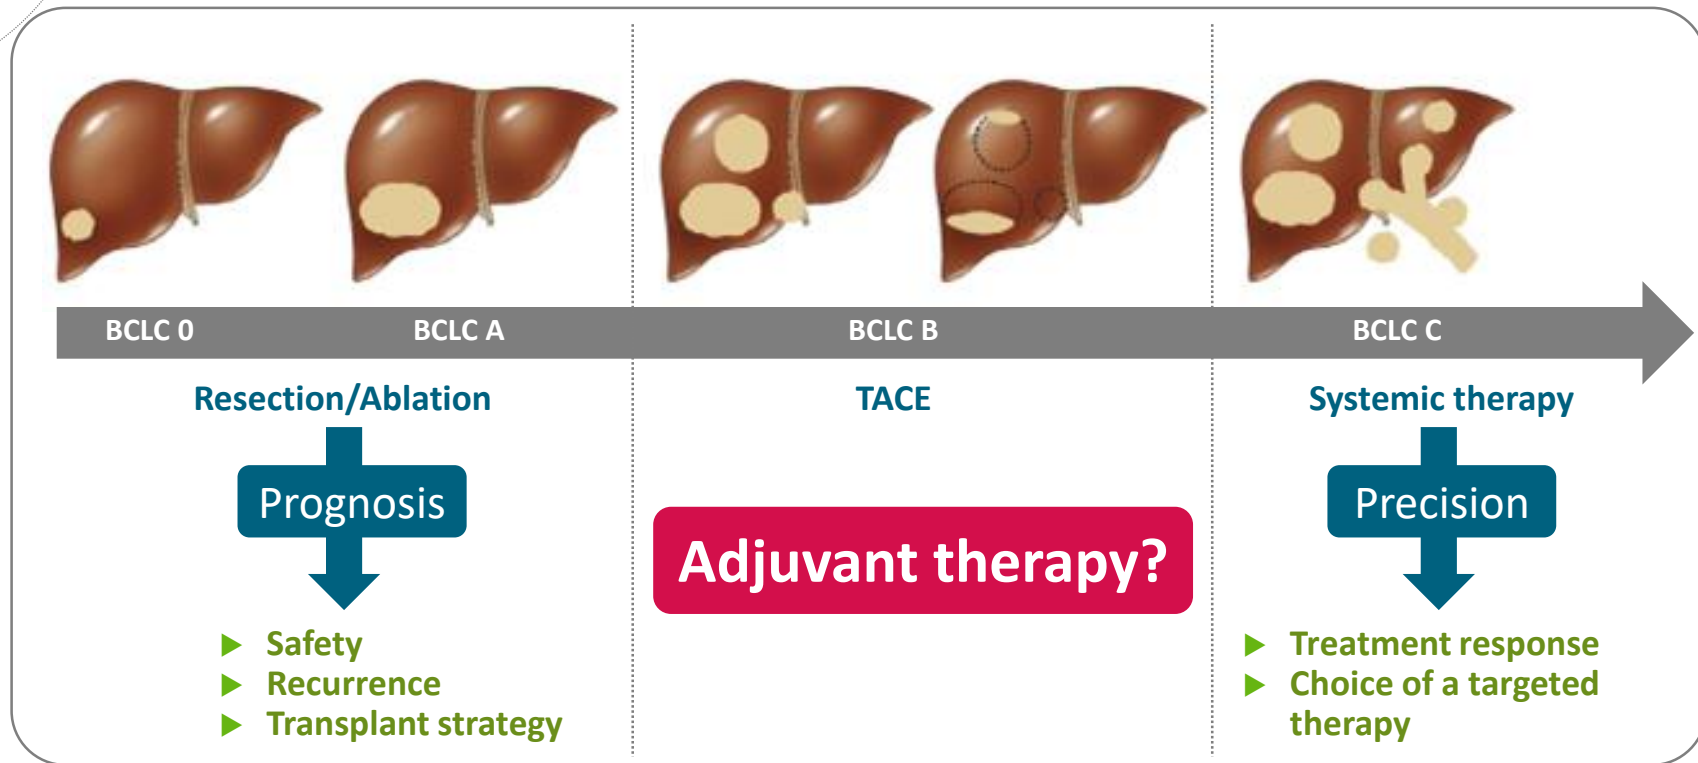 BCLC 0
BCLC A
BCLC B
BCLC C
Resection/Ablation
TACE
Systemic therapy
Prognosis
Precision
Adjuvant therapy?
Safety
Recurrence
Transplant strategy
Treatment response
Choice of a targeted
therapy